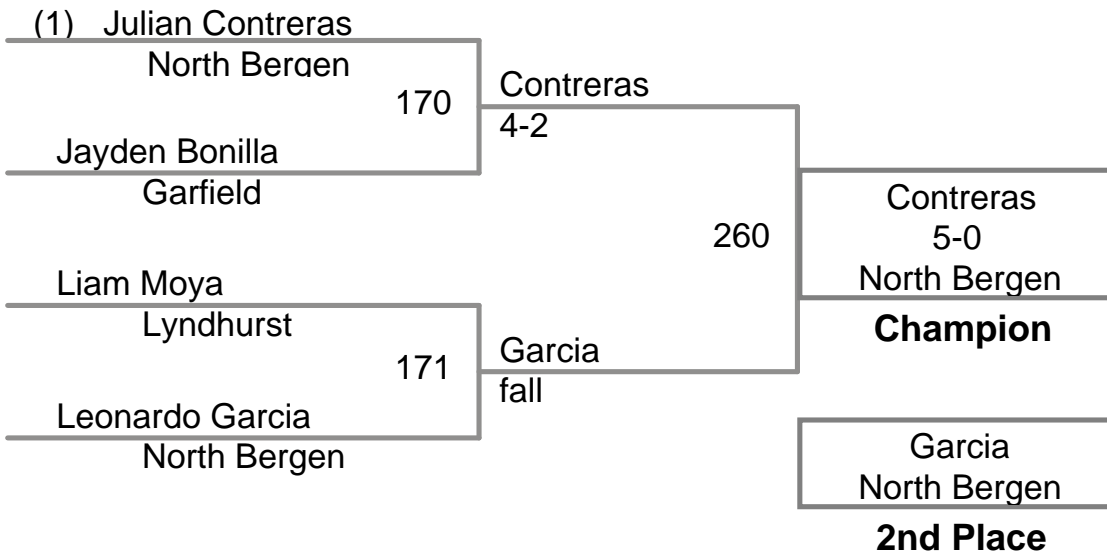 (1) Julian Contreras
North Bergen
170
Jayden Bonilla
Garfield
Liam Moya
Lyndhurst
171
Leonardo Garcia
North Bergen
Contreras
4-2
260
Garcia
fall
Contreras
5-0
North Bergen
Champion
Garcia
North Bergen
2nd Place